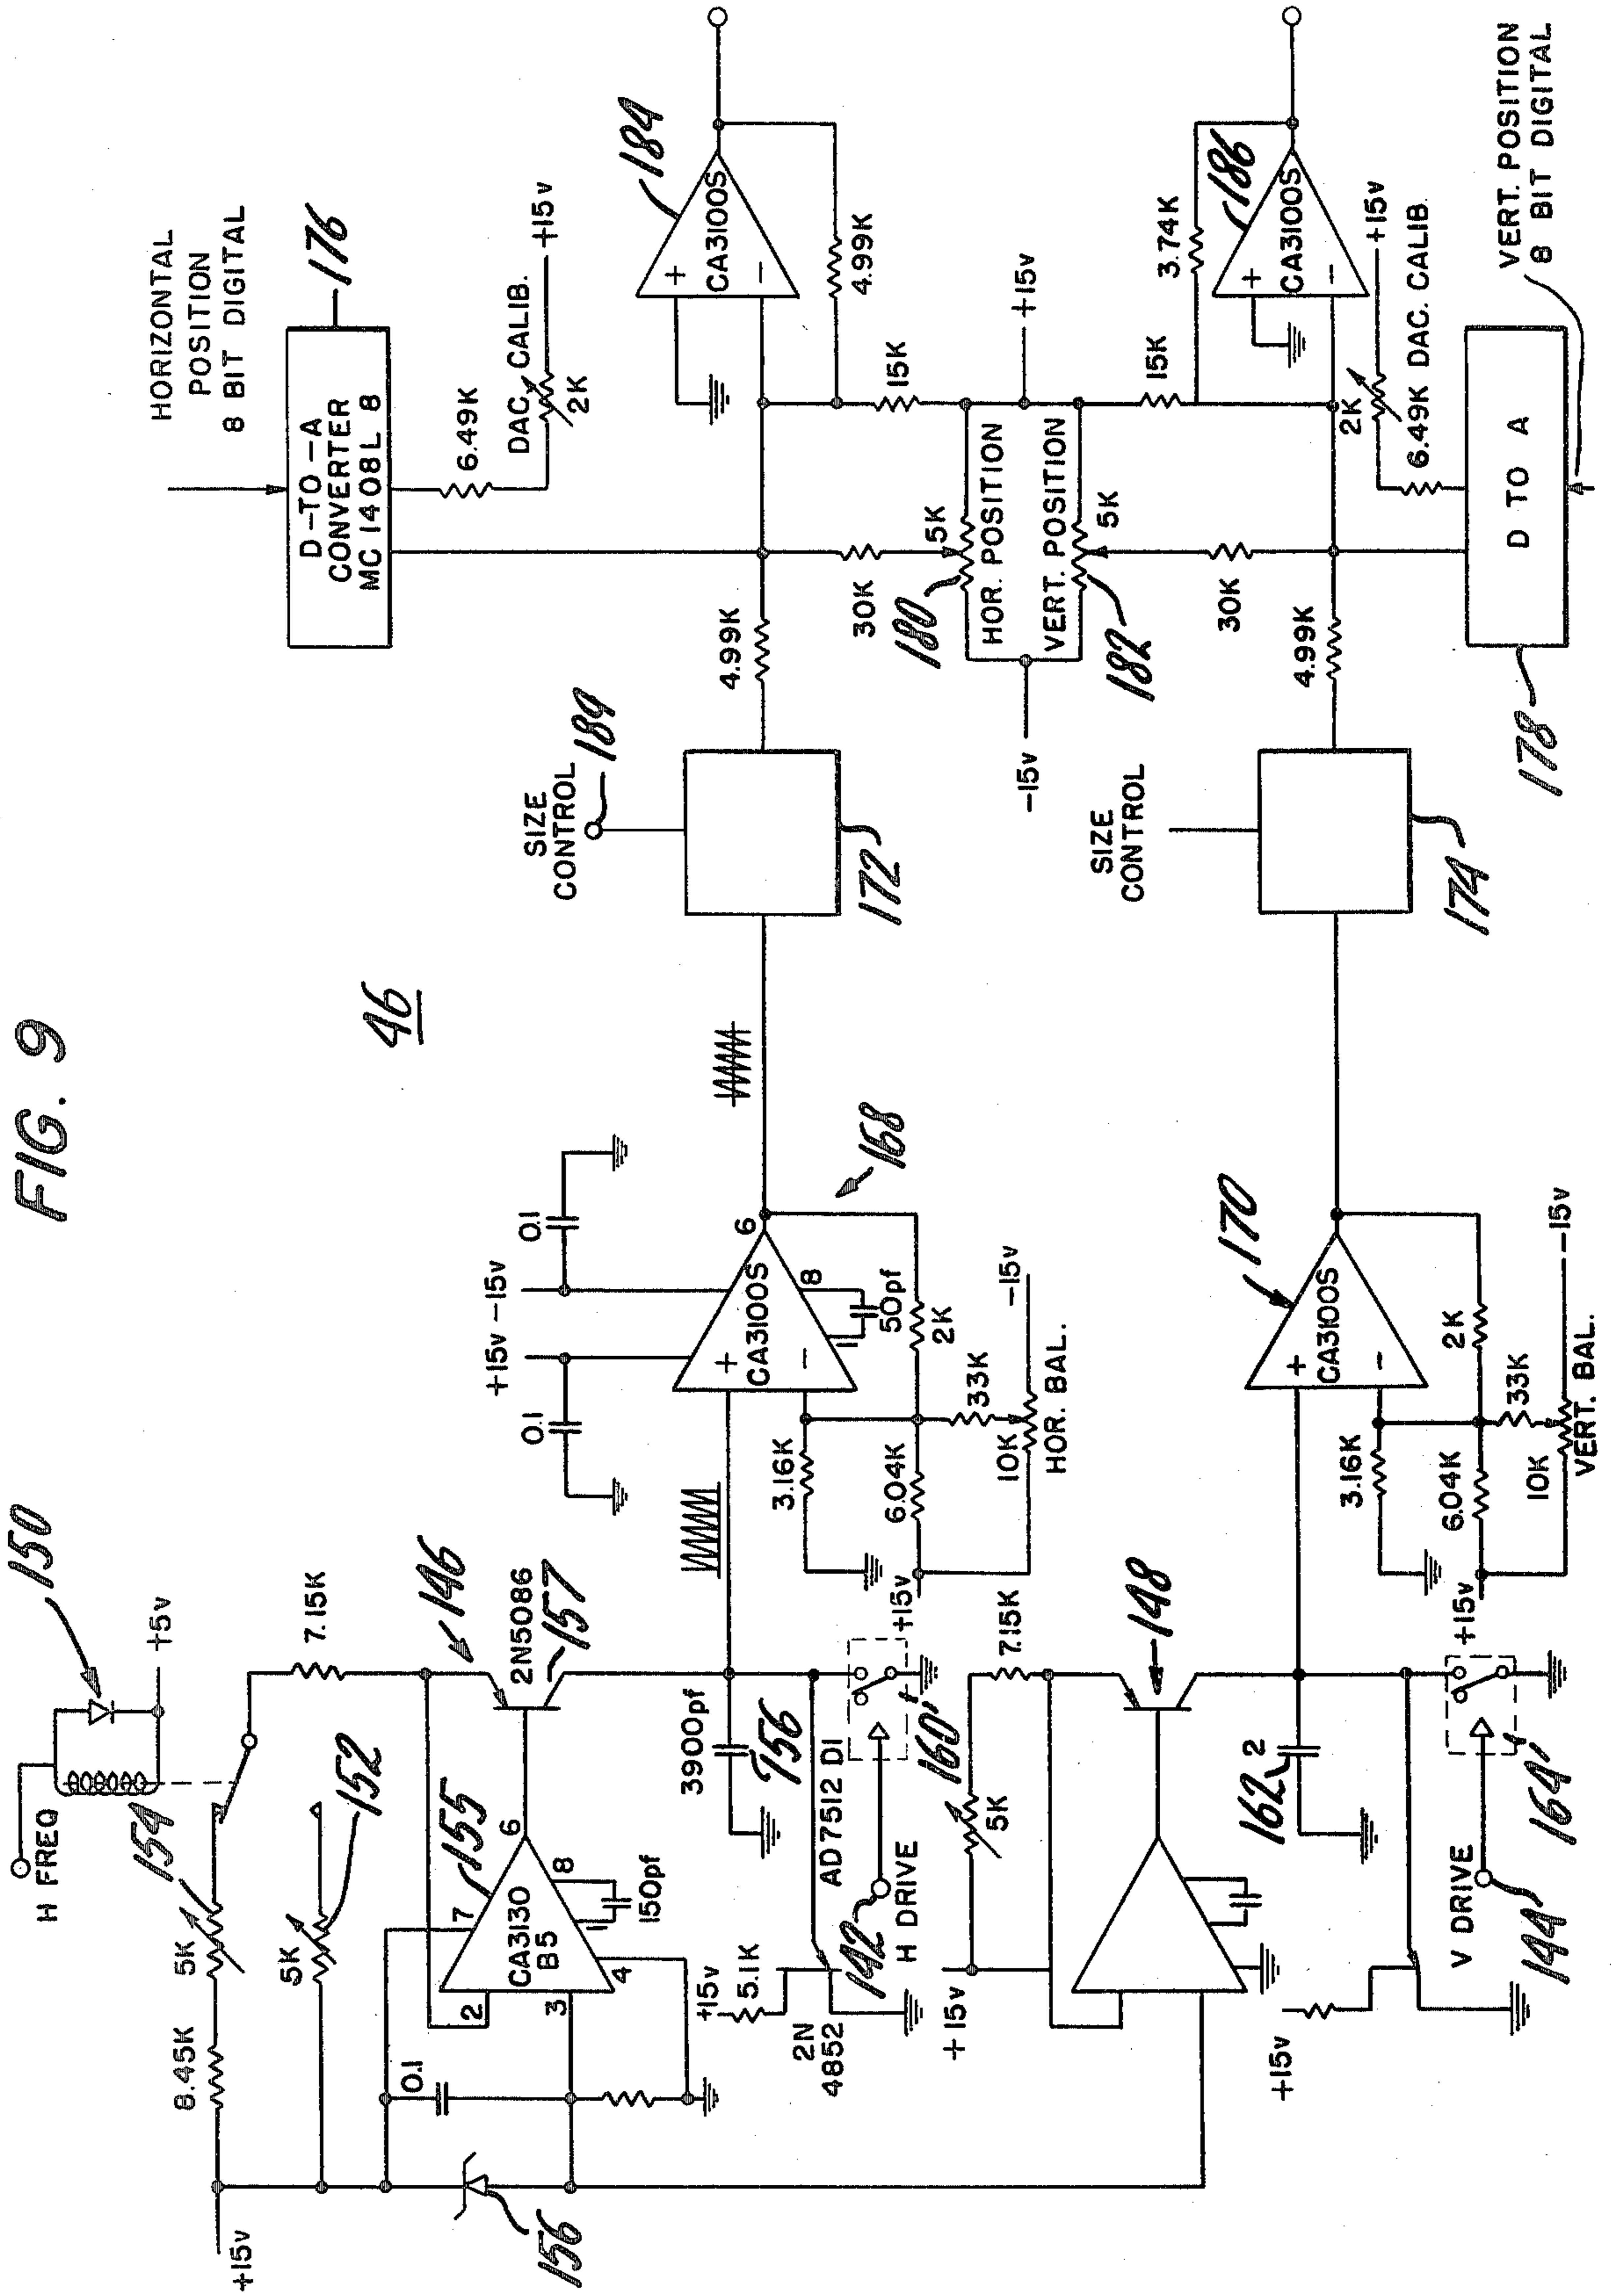 FIG. 9
46
HORIZONTAL
POSITION
8 BIT DIGITAL
D-TO-A
CONVERTER
MC 1408L 8
176
6.49K
DAC. CALIB.
2K
+15v
184
CA3100S
+
-
4.99K
15K
+15v
4.99K
30K
5K
HOR. POSITION
180
VERT. POSITION
5K
182
-15v
30K
15K
3.74K
186
CA3100S
+
-
+15v
2K
6.49K DAC. CALIB.
4.99K
D TO A
178
VERT. POSITION
8 BIT DIGITAL
SIZE
CONTROL
189
172
SIZE
CONTROL
174
150
H FREQ
+5v
154
5K
8.45K
152
5K
+15v
7.15K
146
2N5086
157
155
CA3130
B5
2
3
4
6
7
8
1
150pf
0.1
156
3900pf
156
AD7512 DI
+15v
5.1K
2N
4852
142
H DRIVE
160'
0.1
0.1
+15v -15v
168
CA3100S
+
-
6
8
1
50pf
2K
3.16K
6.04K
33K
10K
HOR. BAL.
-15v
+15v
7.15K
5K
+15v
148
162
2
+15v
V DRIVE
144
164'
170
CA3100S
+
-
2K
3.16K
6.04K
33K
10K
VERT. BAL.
-15v
+15v